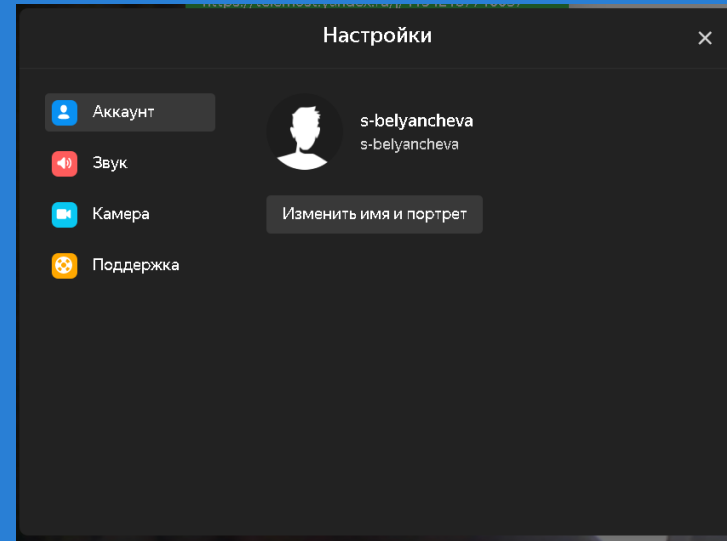 Настройки
Аккаунт
Звук
Камера
Поддержка
s-belyancheva
s-belyancheva
Изменить имя и портрет